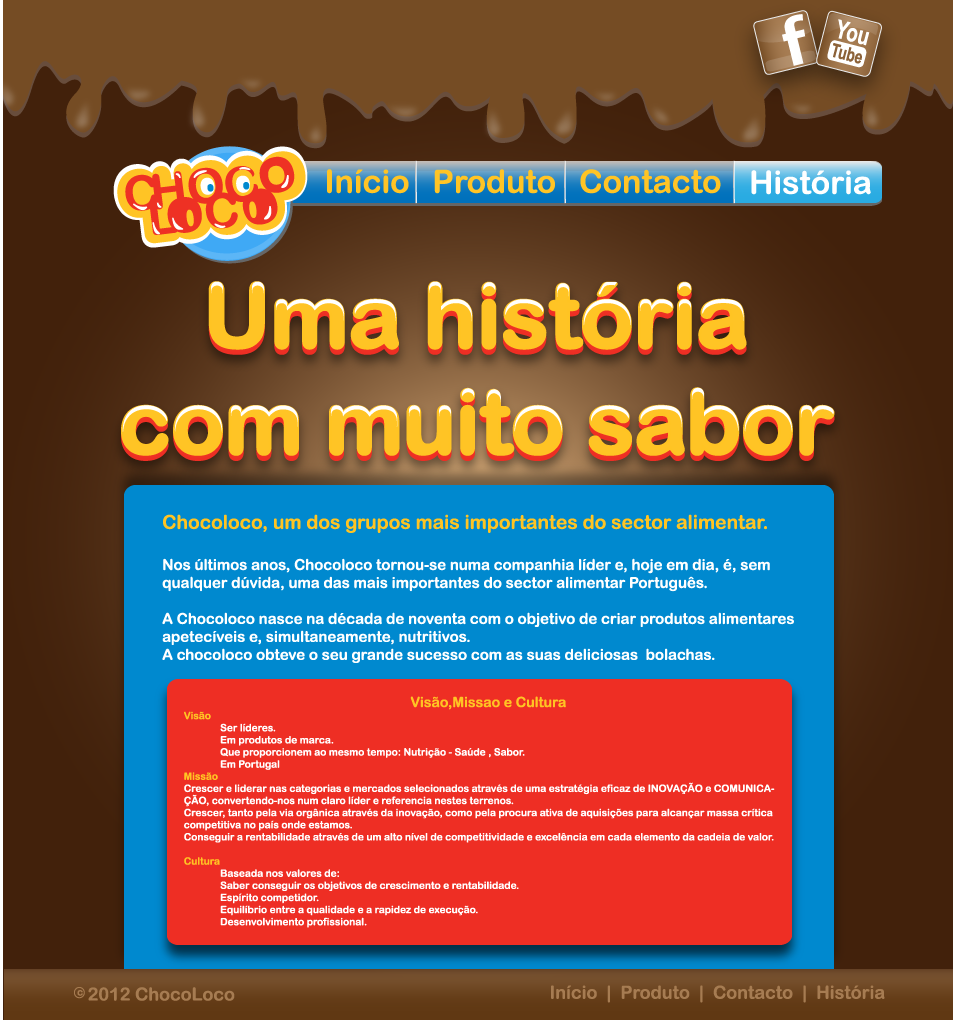 f
You
Tube
CHOCO
LOCO
Início Produto Contacto História
Uma história
com muito sabor
Chocoloco, um dos grupos mais importantes do sector alimentar.
Nos últimos anos, Chocoloco tornou-se numa companhia líder e, hoje em dia, é, sem
qualquer dúvida, uma das mais importantes do sector alimentar Português.
A Chocoloco nasce na década de noventa com o objetivo de criar produtos alimentares
apetecíveis e, simultaneamente, nutritivos.
A chocoloco obteve o seu grande sucesso com as suas deliciosas bolachas.
Visão,Missao e Cultura
Visão
Ser líderes.
Em produtos de marca.
Que proporcionem ao mesmo tempo: Nutrição - Saúde , Sabor.
Em Portugal
Missão
Crescer e liderar nas categorias e mercados selecionados através de uma estratégia eficaz de INOVAÇÃO e COMUNICA-
ÇÃO, convertendo-nos num claro líder e referencia nestes terrenos.
Crescer, tanto pela via orgânica através da inovação, como pela procura ativa de aquisições para alcançar massa crítica
competitiva no país onde estamos.
Conseguir a rentabilidade através de um alto nível de competitividade e excelência em cada elemento da cadeia de valor.
Cultura
Baseada nos valores de:
Saber conseguir os objetivos de crescimento e rentabilidade.
Espírito competidor.
Equilíbrio entre a qualidade e a rapidez de execução.
Desenvolvimento profissional.
© 2012 ChocoLoco
Início | Produto | Contacto | História